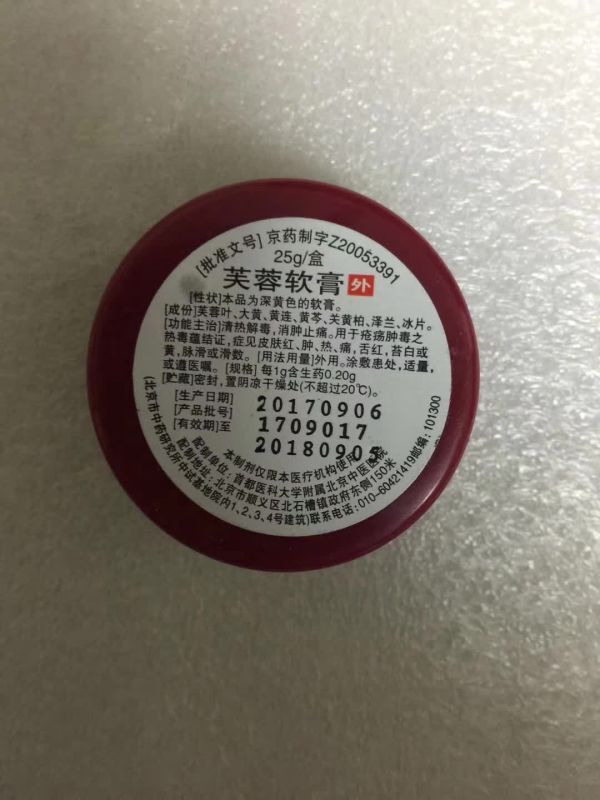 [批准文号] 京药制字Z20053391
25g/盒
芙蓉软膏 外
[性状]本品为深黄色的软膏。
[成份]芙蓉叶、大黄、黄连、黄芩、关黄柏、泽兰、冰片。
[功能主治]清热解毒，消肿止痛。用于疮疡肿毒之
热毒蕴结证，症见皮肤红、肿、热、痛，舌红，苔白或
黄，脉滑或滑数。[用法用量]外用。涂敷患处，适量，
或遵医嘱。[规格] 每1g含生药0.20g
[贮藏]密封，置阴凉干燥处(不超过20℃)。
[生产日期] 20170906
[产品批号] 1709017
[有效期]至 20180905
本制剂仅限本医疗机构使用
配制单位：首都医科大学附属北京中医医院
配制地址：北京市顺义区北石槽镇政府东侧150米
(北京市中药研究所中试基地院内1、2、3、4号建筑)联系电话：010-60421419邮编：101300